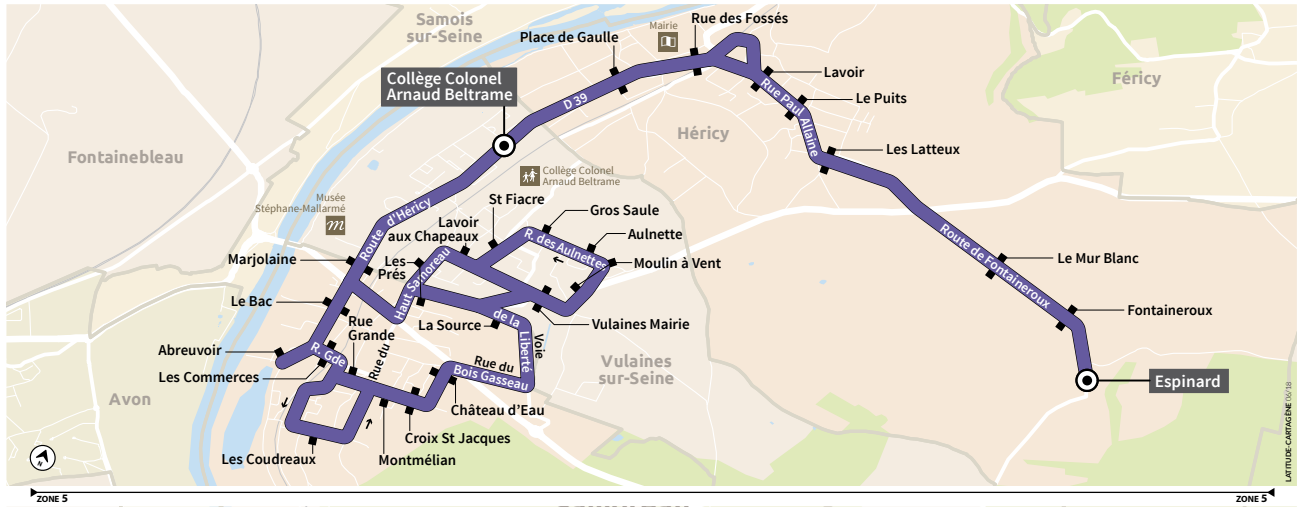 Samois
sur-Seine
Mairie
Rue des Fossés
Place de Gaulle
Collège Colonel
Arnaud Beltrame
D 39
Lavoir
Féricy
Rue Paul Allaine
Le Puits
Héricy
Les Latteux
Fontainebleau
Collège Colonel
Arnaud Beltrame
Musée
Stéphane-Mallarmé
m
St Fiacre
Gros Saule
Route d'Héricy
Lavoir
aux Chapeaux
R. des Aulnettes
Aulnette
Route de Fontaineroux
Marjolaine
Les
Prés
Moulin à Vent
Le Mur Blanc
Le Bac
Rue du
Haut Samoreau
Fontaineroux
Rue
Grande
La Source
Vulaines Mairie
Voie
de la
Liberté
Abreuvoir
R. Gde
Les Commerces
Rue du
Bois Gasseau
Vulaines
sur-Seine
Espinard
Avon
Château d'Eau
Croix St Jacques
Les Coudreaux
Montmélian
N
LATITUDE-CARTAGÈNE 06/18
ZONE 5
ZONE 5